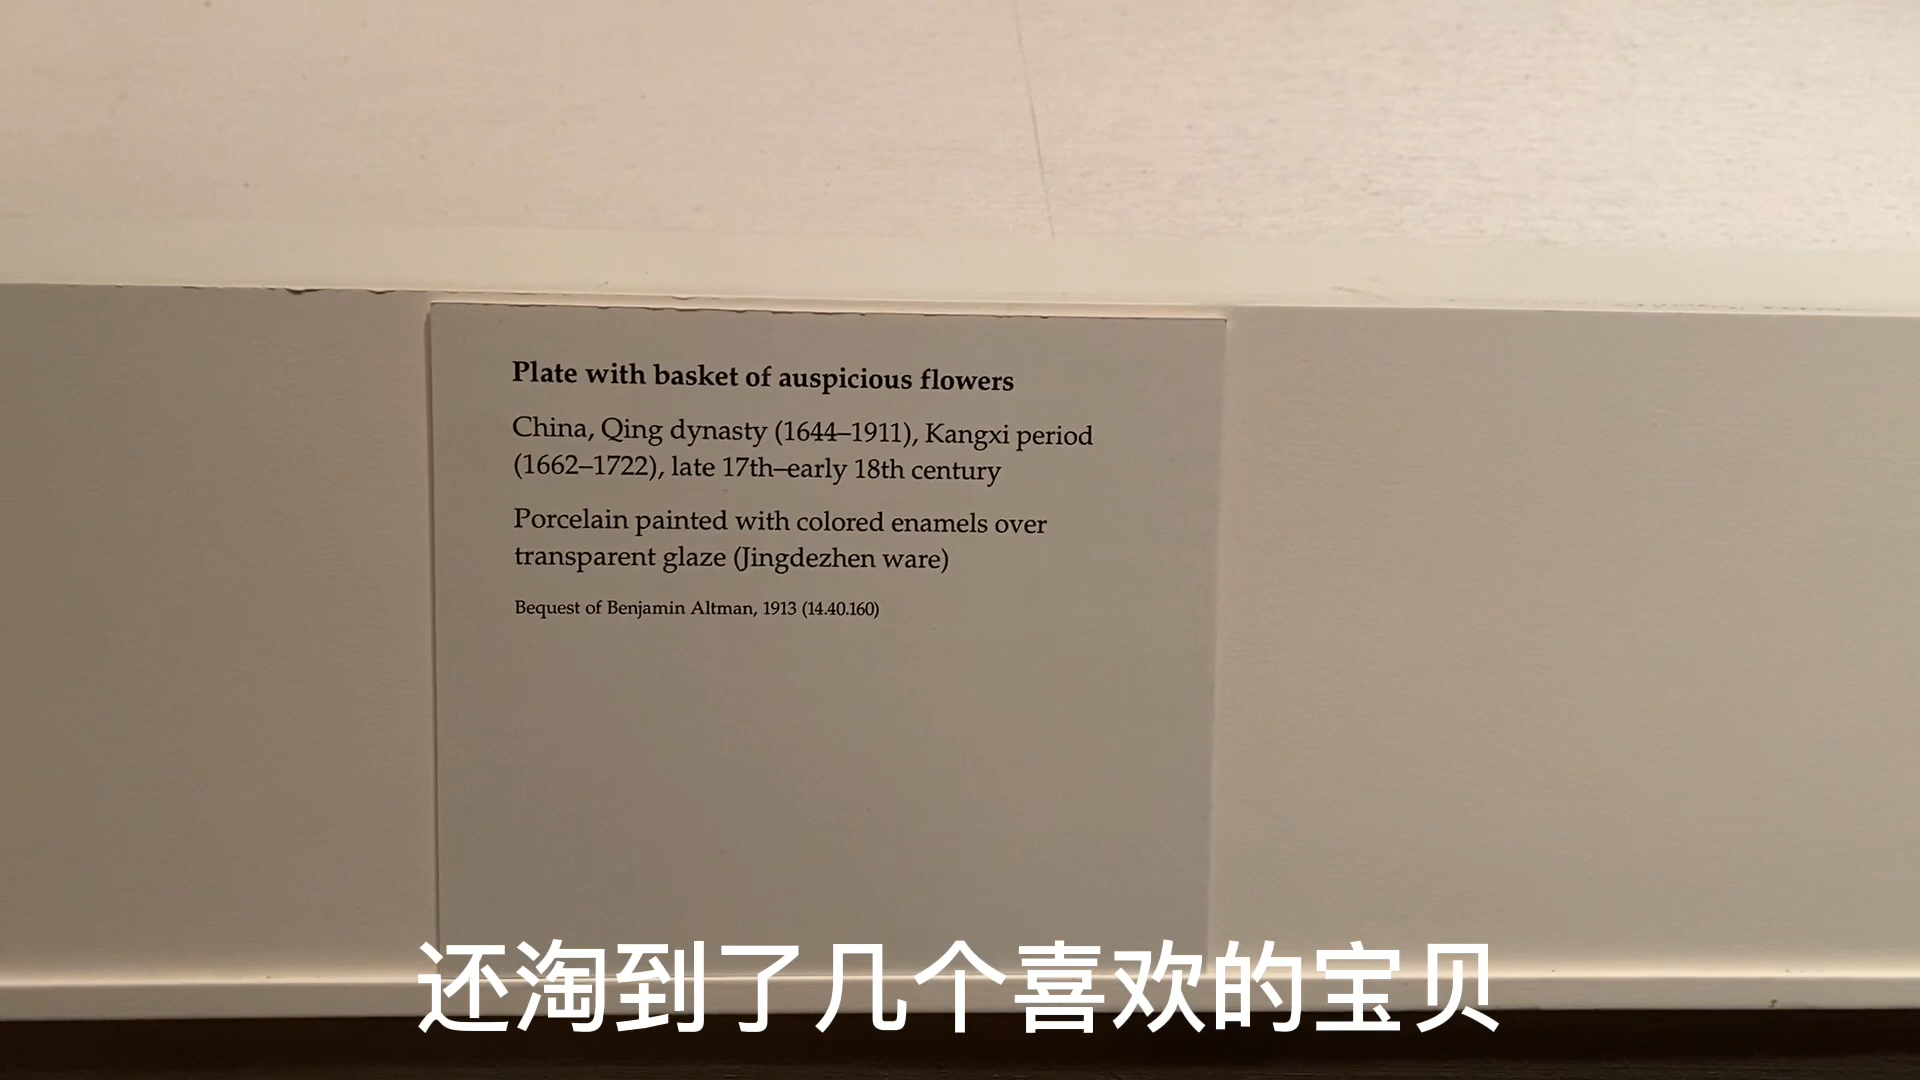 Plate with basket of auspicious flowers
China, Qing dynasty (1644–1911), Kangxi period
(1662–1722), late 17th–early 18th century
Porcelain painted with colored enamels over
transparent glaze (Jingdezhen ware)
Bequest of Benjamin Altman, 1913 (14.40.160)
还淘到了几个喜欢的宝贝